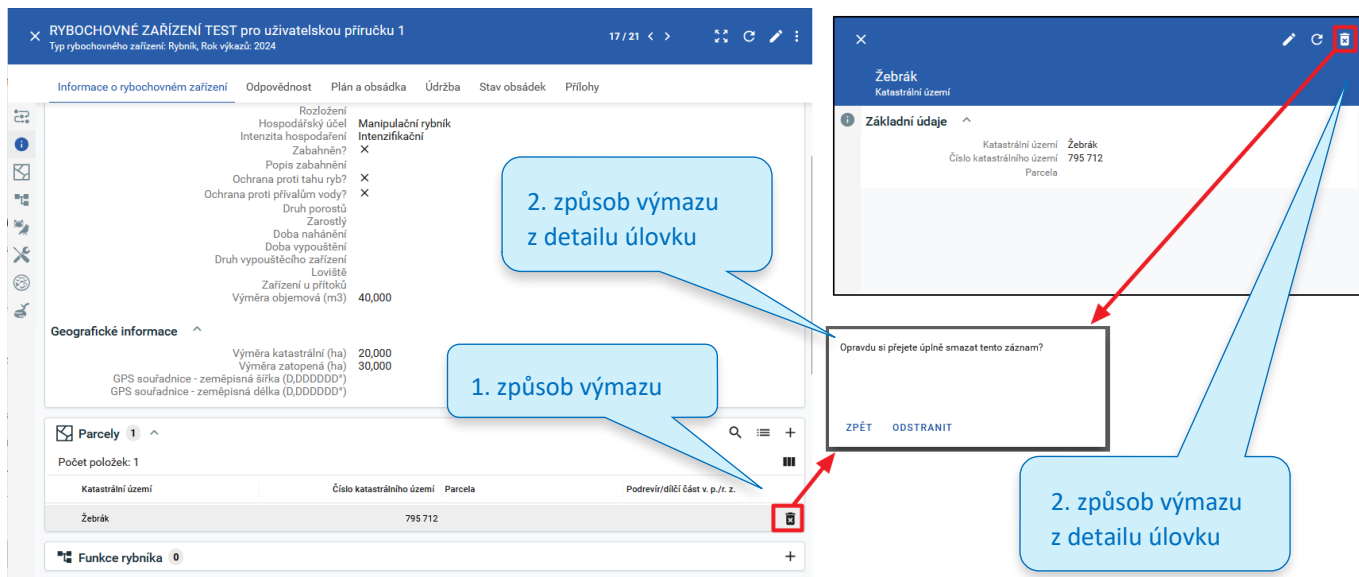 RYBOCHOVNÉ ZAŘÍZENÍ TEST pro uživatelskou příručku 1
Typ rybochovného zařízení: Rybník, Rok výkazů: 2024
17 / 21
Informace o rybochovném zařízení Odpovědnost Plán a obsádka Údržba Stav obsádek Přílohy
Rozložení
Hospodářský účel Manipulační rybník
Intenzita hospodaření Intenzifikační
Zabahněn?
Popis zabahnění
Ochrana proti tahu ryb?
Ochrana proti přívalům vody?
Druh porostů
Zarostlý
Doba nahánění
Doba vypouštění
Druh vypouštěcího zařízení
Loviště
Zařízení u přítoků
Výměra objemová (m3) 40,000
Geografické informace
Výměra katastrální (ha) 20,000
Výměra zatopená (ha) 30,000
GPS souřadnice - zeměpisná šířka (D,DDDDDD°)
GPS souřadnice - zeměpisná délka (D,DDDDDD°)
Parcely 1
Počet položek: 1
Katastrální území Číslo katastrálního území Parcela Podrevír/dílčí část v. p./r. z.
Žebrák 795 712
Funkce rybníka 0
2. způsob výmazu
z detailu úlovku
1. způsob výmazu
Žebrák
Katastrální území
Základní údaje
Katastrální území Žebrák
Číslo katastrálního území 795 712
Parcela
Opravdu si přejete úplně smazat tento záznam?
ZPĚT ODSTRANIT
2. způsob výmazu
z detailu úlovku